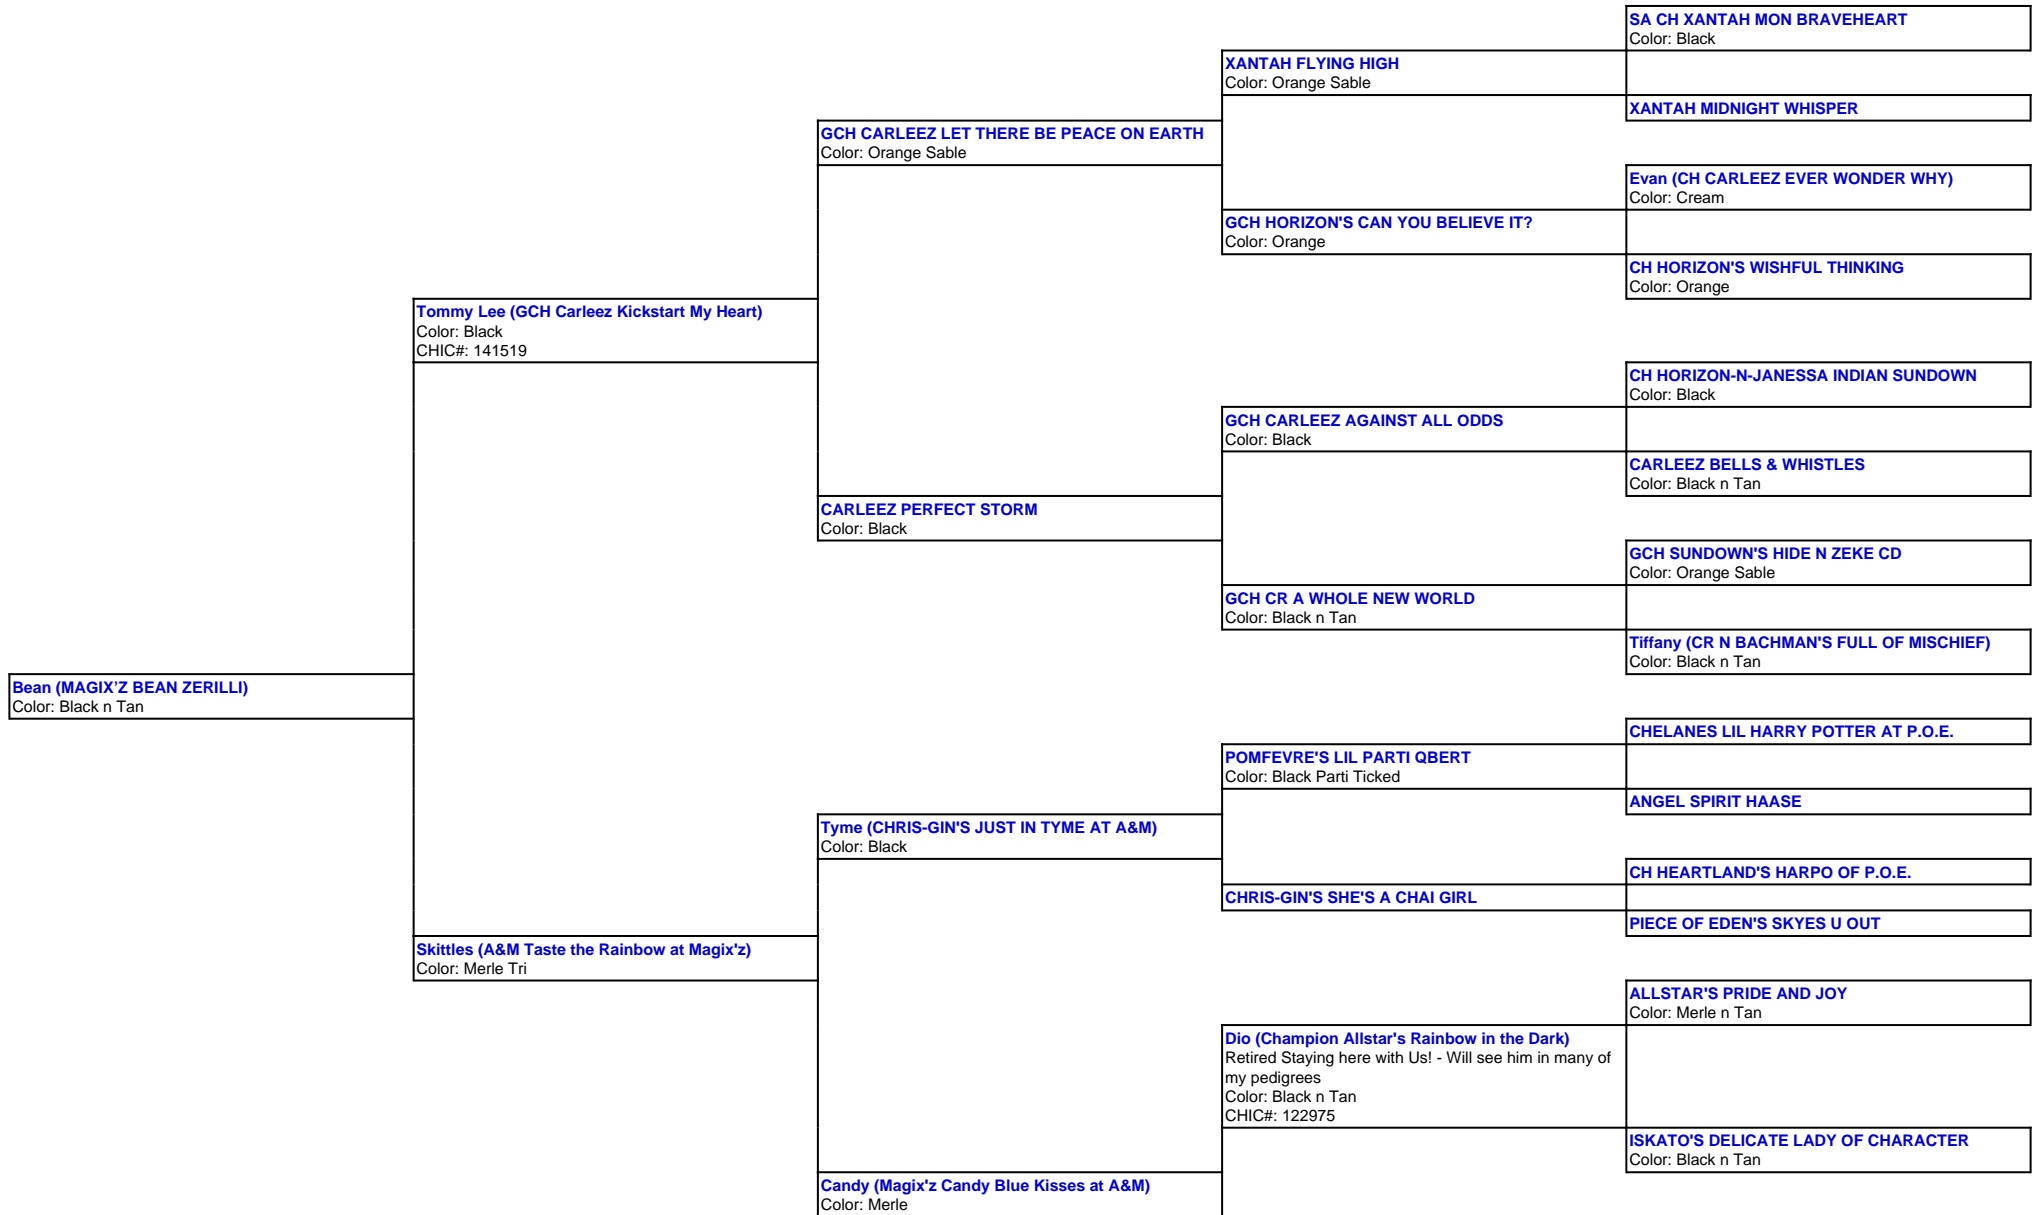 SA CH XANTAH MON BRAVEHEART
Color: Black
XANTAH FLYING HIGH
Color: Orange Sable
XANTAH MIDNIGHT WHISPER
GCH CARLEEZ LET THERE BE PEACE ON EARTH
Color: Orange Sable
Evan (CH CARLEEZ EVER WONDER WHY)
Color: Cream
GCH HORIZON'S CAN YOU BELIEVE IT?
Color: Orange
CH HORIZON'S WISHFUL THINKING
Color: Orange
Tommy Lee (GCH Carleez Kickstart My Heart)
Color: Black
CHIC#: 141519
CH HORIZON-N-JANESSA INDIAN SUNDOWN
Color: Black
GCH CARLEEZ AGAINST ALL ODDS
Color: Black
CARLEEZ BELLS & WHISTLES
Color: Black n Tan
CARLEEZ PERFECT STORM
Color: Black
GCH SUNDOWN'S HIDE N ZEKE CD
Color: Orange Sable
GCH CR A WHOLE NEW WORLD
Color: Black n Tan
Tiffany (CR N BACHMAN'S FULL OF MISCHIEF)
Color: Black n Tan
Bean (MAGIX’Z BEAN ZERILLI)
Color: Black n Tan
CHELANES LIL HARRY POTTER AT P.O.E.
POMFEVRE'S LIL PARTI QBERT
Color: Black Parti Ticked
ANGEL SPIRIT HAASE
Tyme (CHRIS-GIN'S JUST IN TYME AT A&M)
Color: Black
CH HEARTLAND'S HARPO OF P.O.E.
CHRIS-GIN'S SHE'S A CHAI GIRL
PIECE OF EDEN'S SKYES U OUT
Skittles (A&M Taste the Rainbow at Magix'z)
Color: Merle Tri
ALLSTAR'S PRIDE AND JOY
Color: Merle n Tan
Dio (Champion Allstar's Rainbow in the Dark)
Retired Staying here with Us! - Will see him in many of
my pedigrees
Color: Black n Tan
CHIC#: 122975
ISKATO'S DELICATE LADY OF CHARACTER
Color: Black n Tan
Candy (Magix'z Candy Blue Kisses at A&M)
Color: Merle